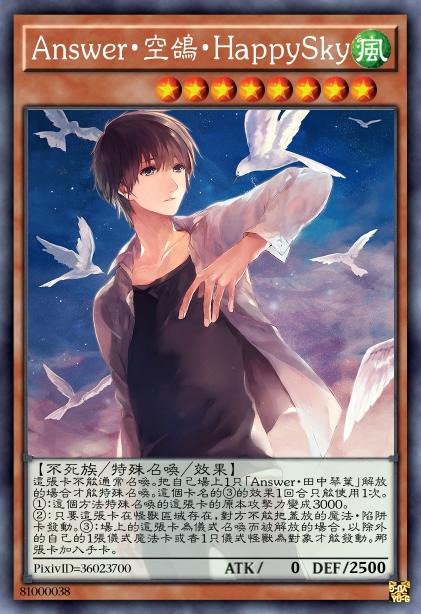 Answer・空鴿・HappySky
風
【不死族/特殊召喚/效果】
這張卡不能通常召喚。把自己場上1只「Answer・田中琴葉」解放
的場合才能特殊召喚。這個卡名的③的效果1回合只能使用1次。
①:這個方法特殊召喚的這張卡的原本攻擊力變成3000。
②:只要這張卡在怪獸區域存在,對方不能把蓋放的魔法・陷阱
卡發動。③:場上的這張卡為儀式召喚而被解放的場合,以除外
的自己的1張儀式魔法卡或者1只儀式怪獸為對象才能發動。那
張卡加入手卡。
PixivID=36023700
ATK/ 0 DEF/2500
81000038